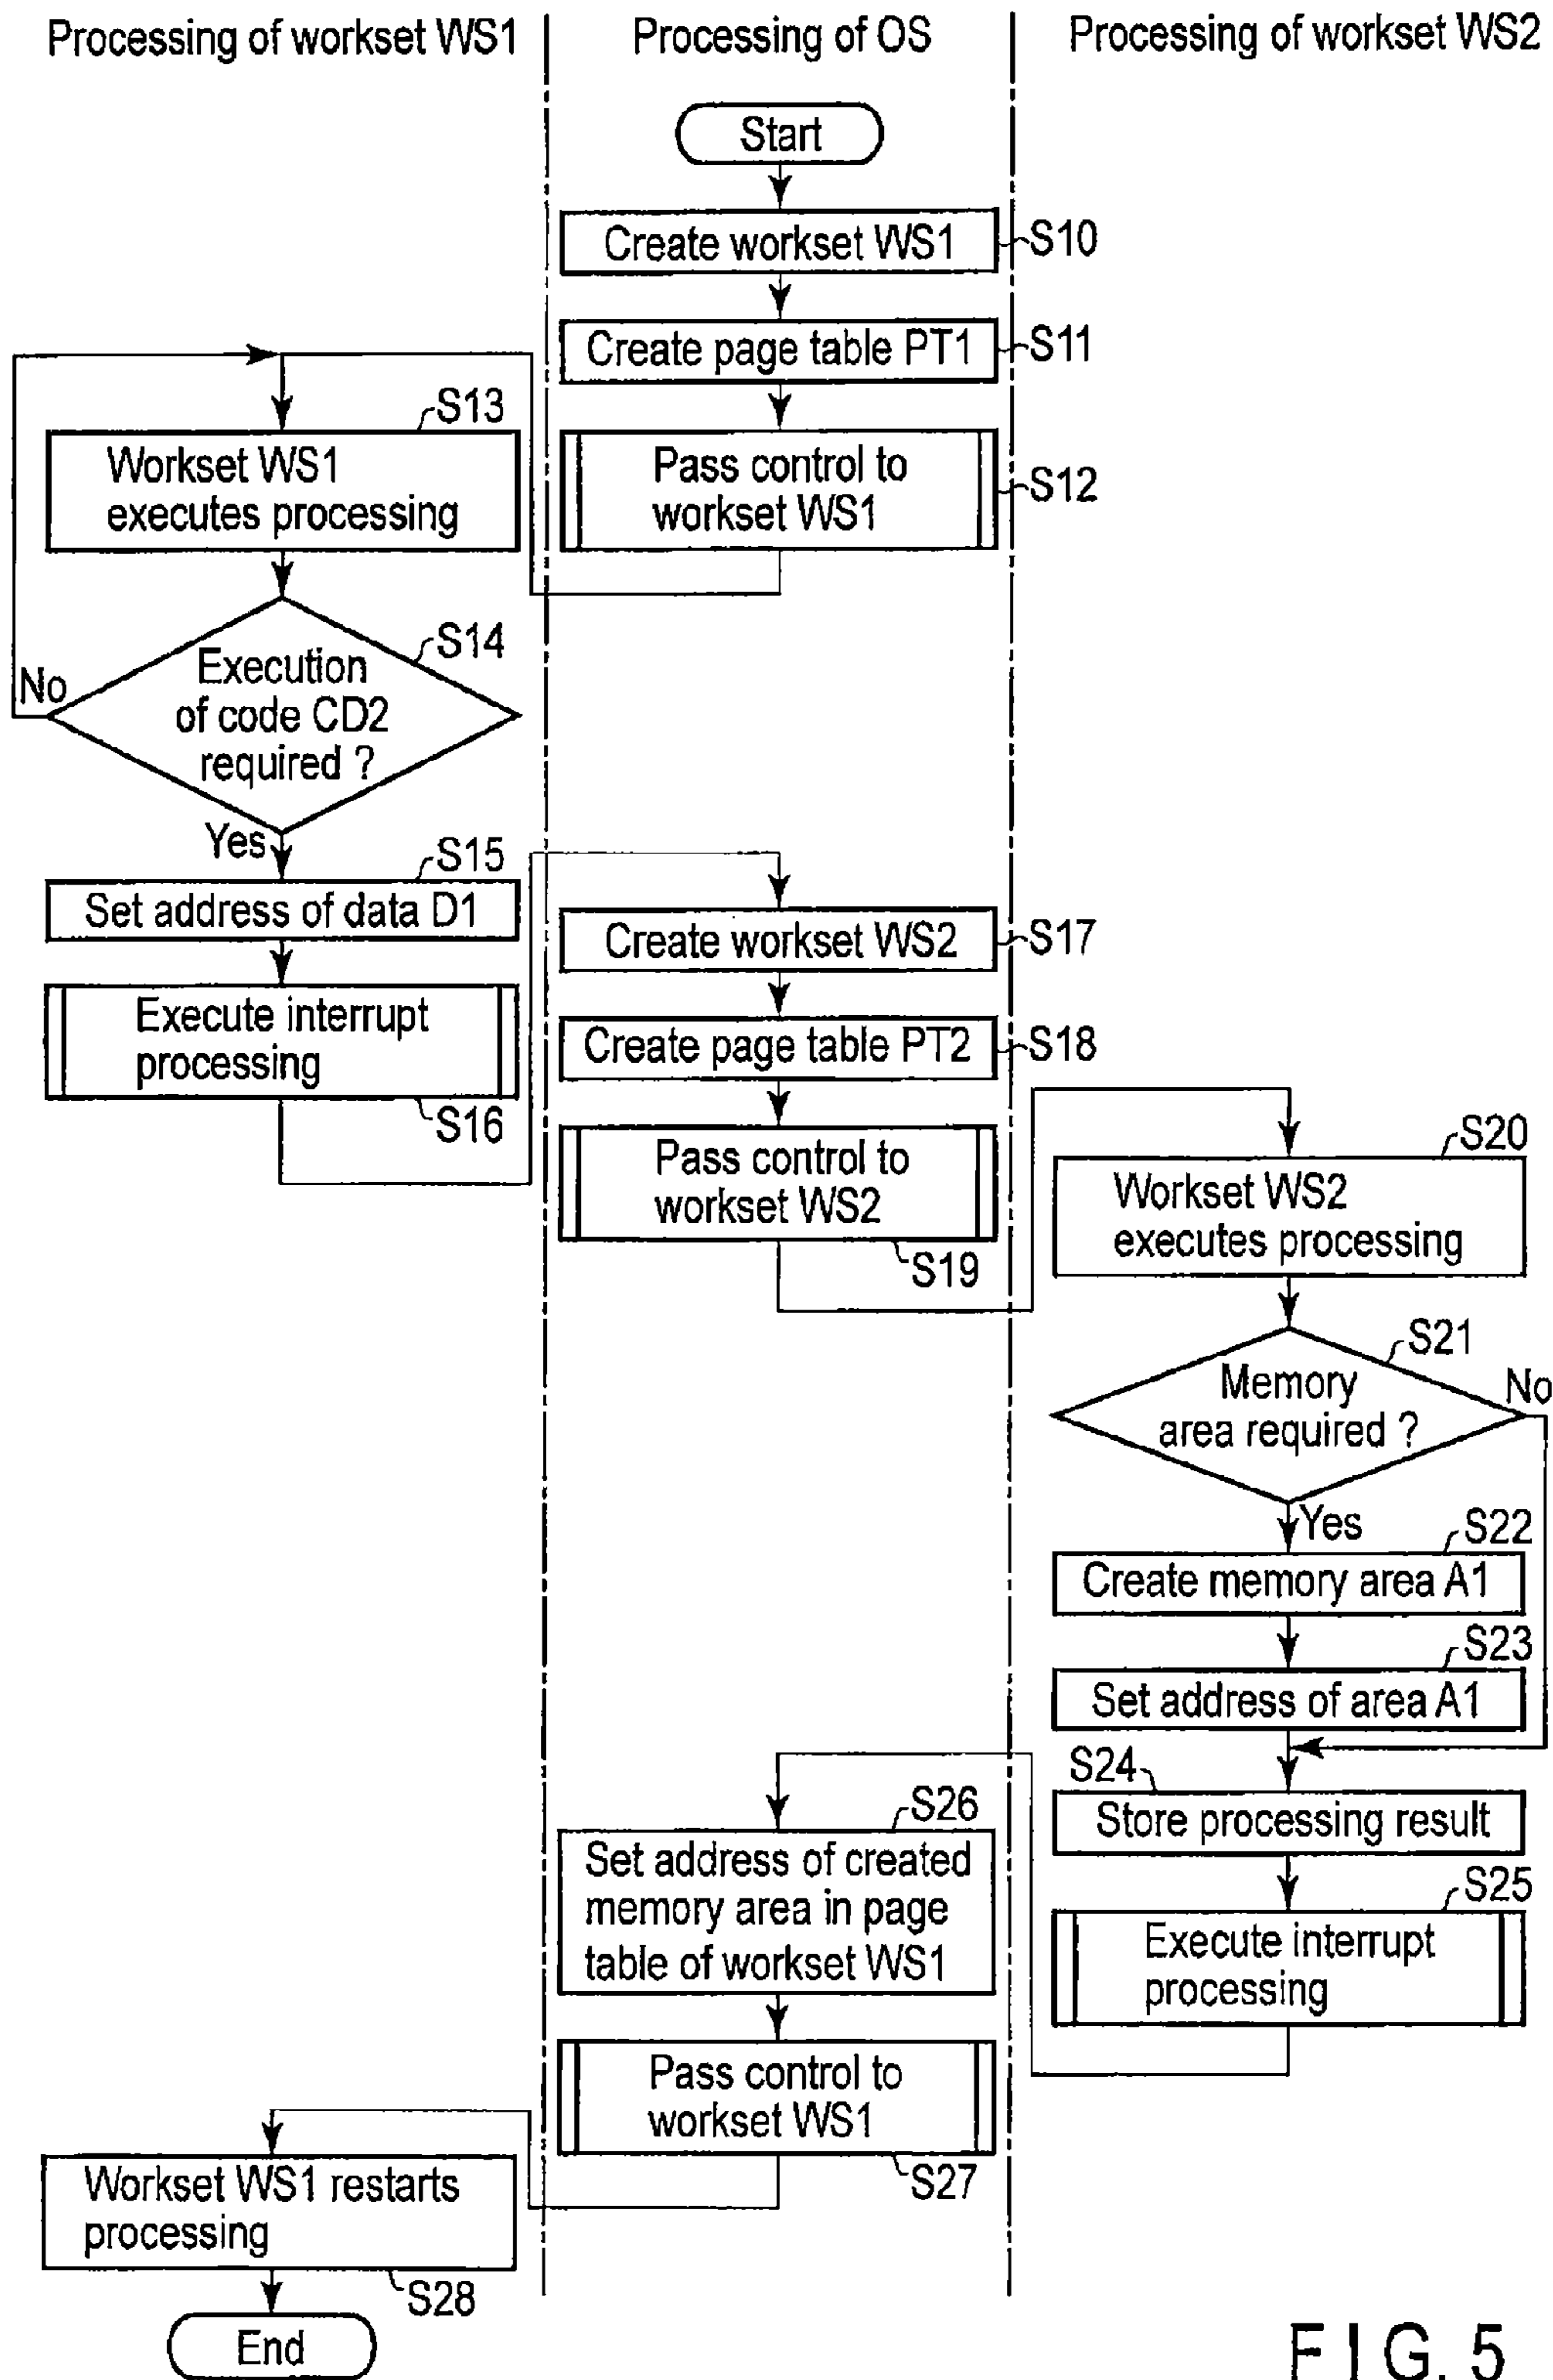 Processing of workset WS1
Processing of OS
Processing of workset WS2
Start
Create workset WS1
S10
Create page table PT1
S11
Pass control to
workset WS1
S12
S13
Workset WS1
executes processing
S14
Execution
of code CD2
required ?
No
Yes
S15
Set address of data D1
Execute interrupt
processing
S16
Create workset WS2
S17
Create page table PT2
S18
Pass control to
workset WS2
S19
S20
Workset WS2
executes processing
S21
Memory
area required ?
No
Yes
S22
Create memory area A1
S23
Set address of area A1
S24
Store processing result
S25
Execute interrupt
processing
S26
Set address of created
memory area in page
table of workset WS1
Pass control to
workset WS1
S27
Workset WS1 restarts
processing
S28
End
FIG. 5